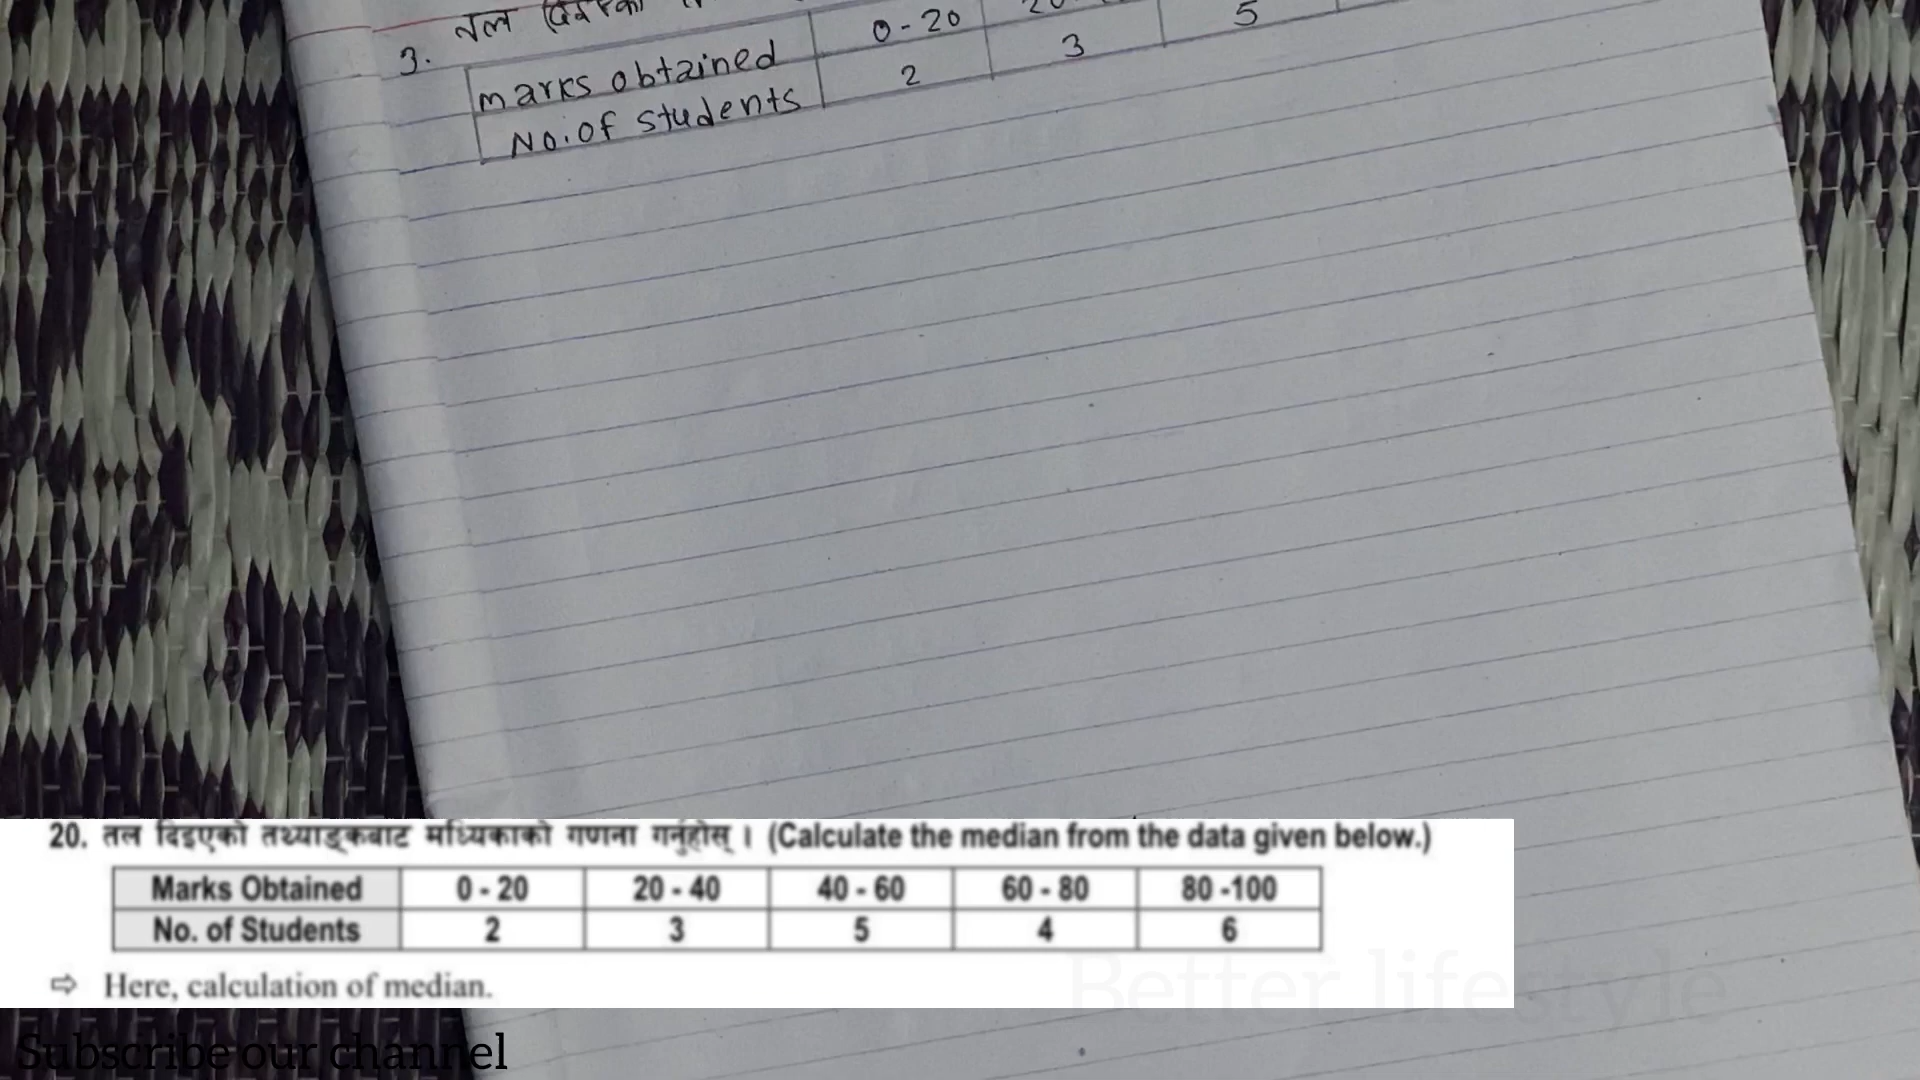 3. तल
marks obtained 0-20
No. of students 2 3 5
20. तल दिइएको तथ्याङ्कबाट मध्यिकाको गणना गर्नुहोस् । (Calculate the median from the data given below.)
Marks Obtained 0 - 20 20 - 40 40 - 60 60 - 80 80 -100
No. of Students 2 3 5 4 6
⇨ Here, calculation of median.
Better lifestyle
Subscribe our channel